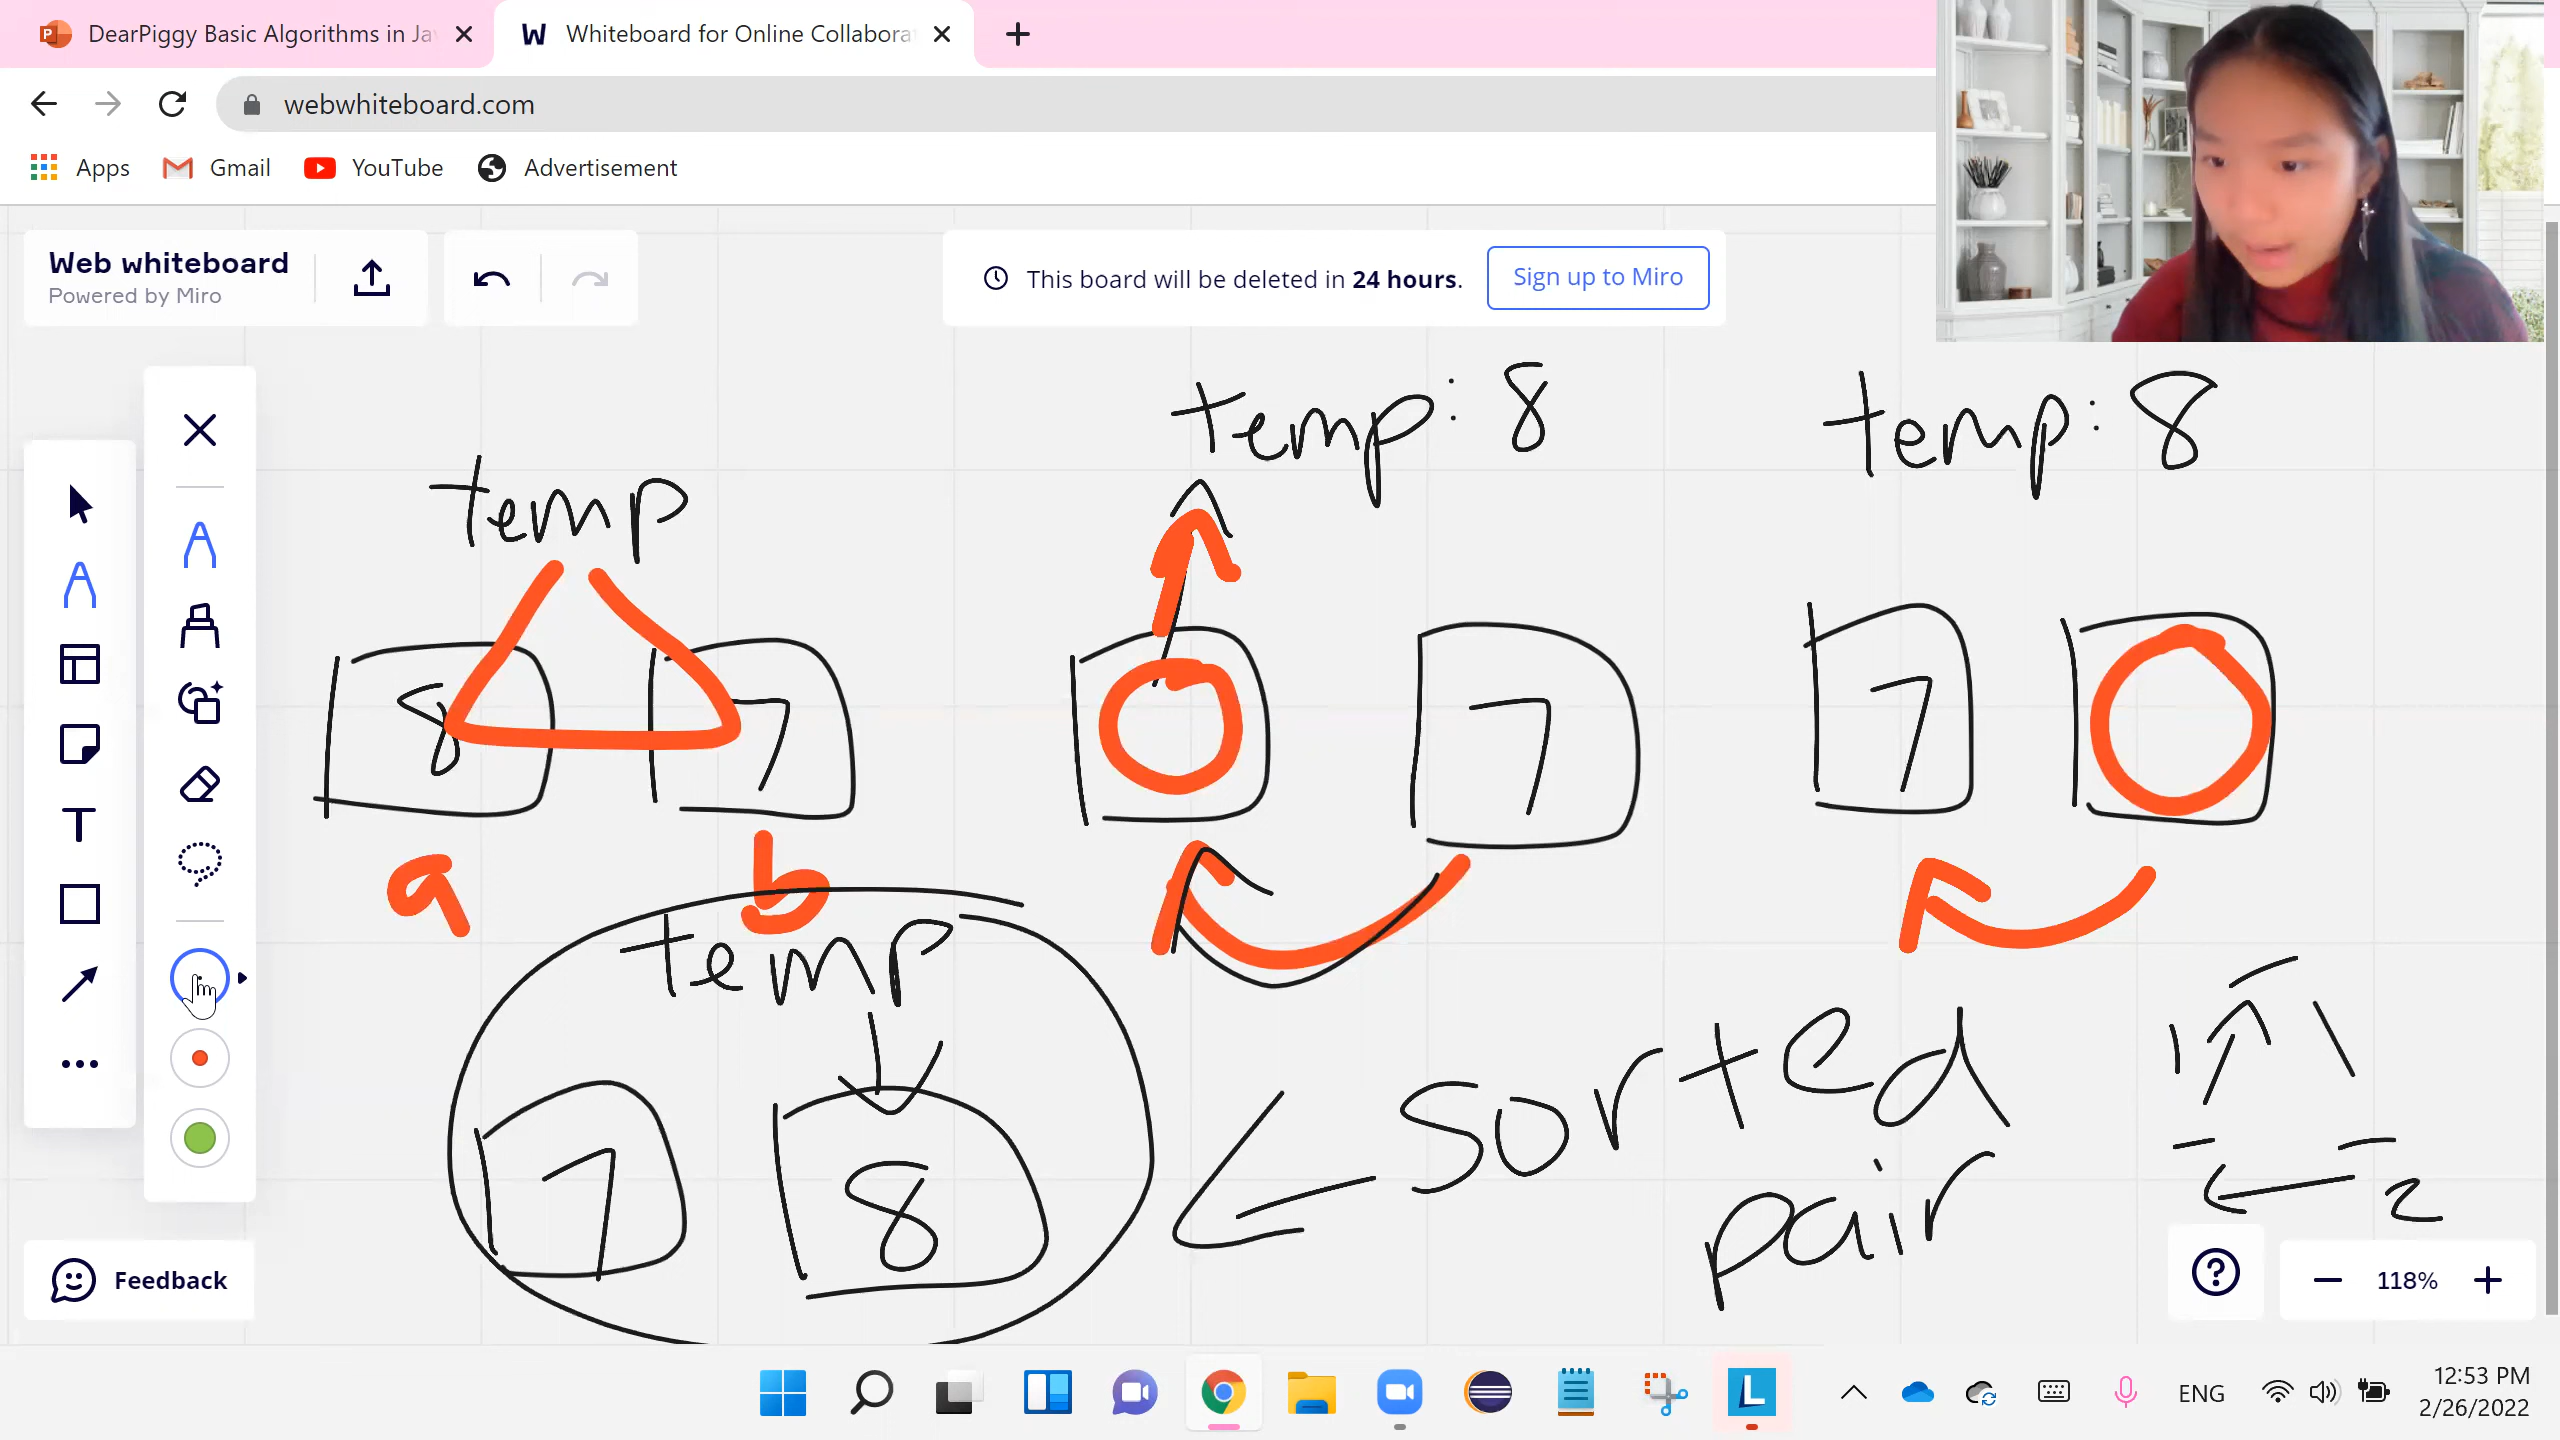 DearPiggy Basic Algorithms in Ja
Whiteboard for Online Collabora
webwhiteboard.com
Apps
Gmail
YouTube
Advertisement
Web whiteboard
Powered by Miro
This board will be deleted in 24 hours.
Sign up to Miro
temp
temp: 8
temp: 8
8
7
7
7
a
b
temp
7
8
sorted
pair
1
2
Feedback
118%
ENG
12:53 PM
2/26/2022